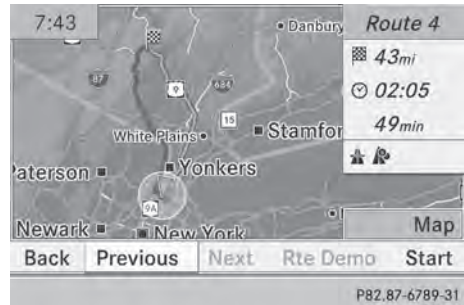 7:43
Danbury
Route 4
43mi
87
9
684
02:05
15
49min
White Plains
Stamfor
aterson
Yonkers
9A
Newark
New York
Map
Back Previous Next Rte Demo Start
P82.87-6789-31